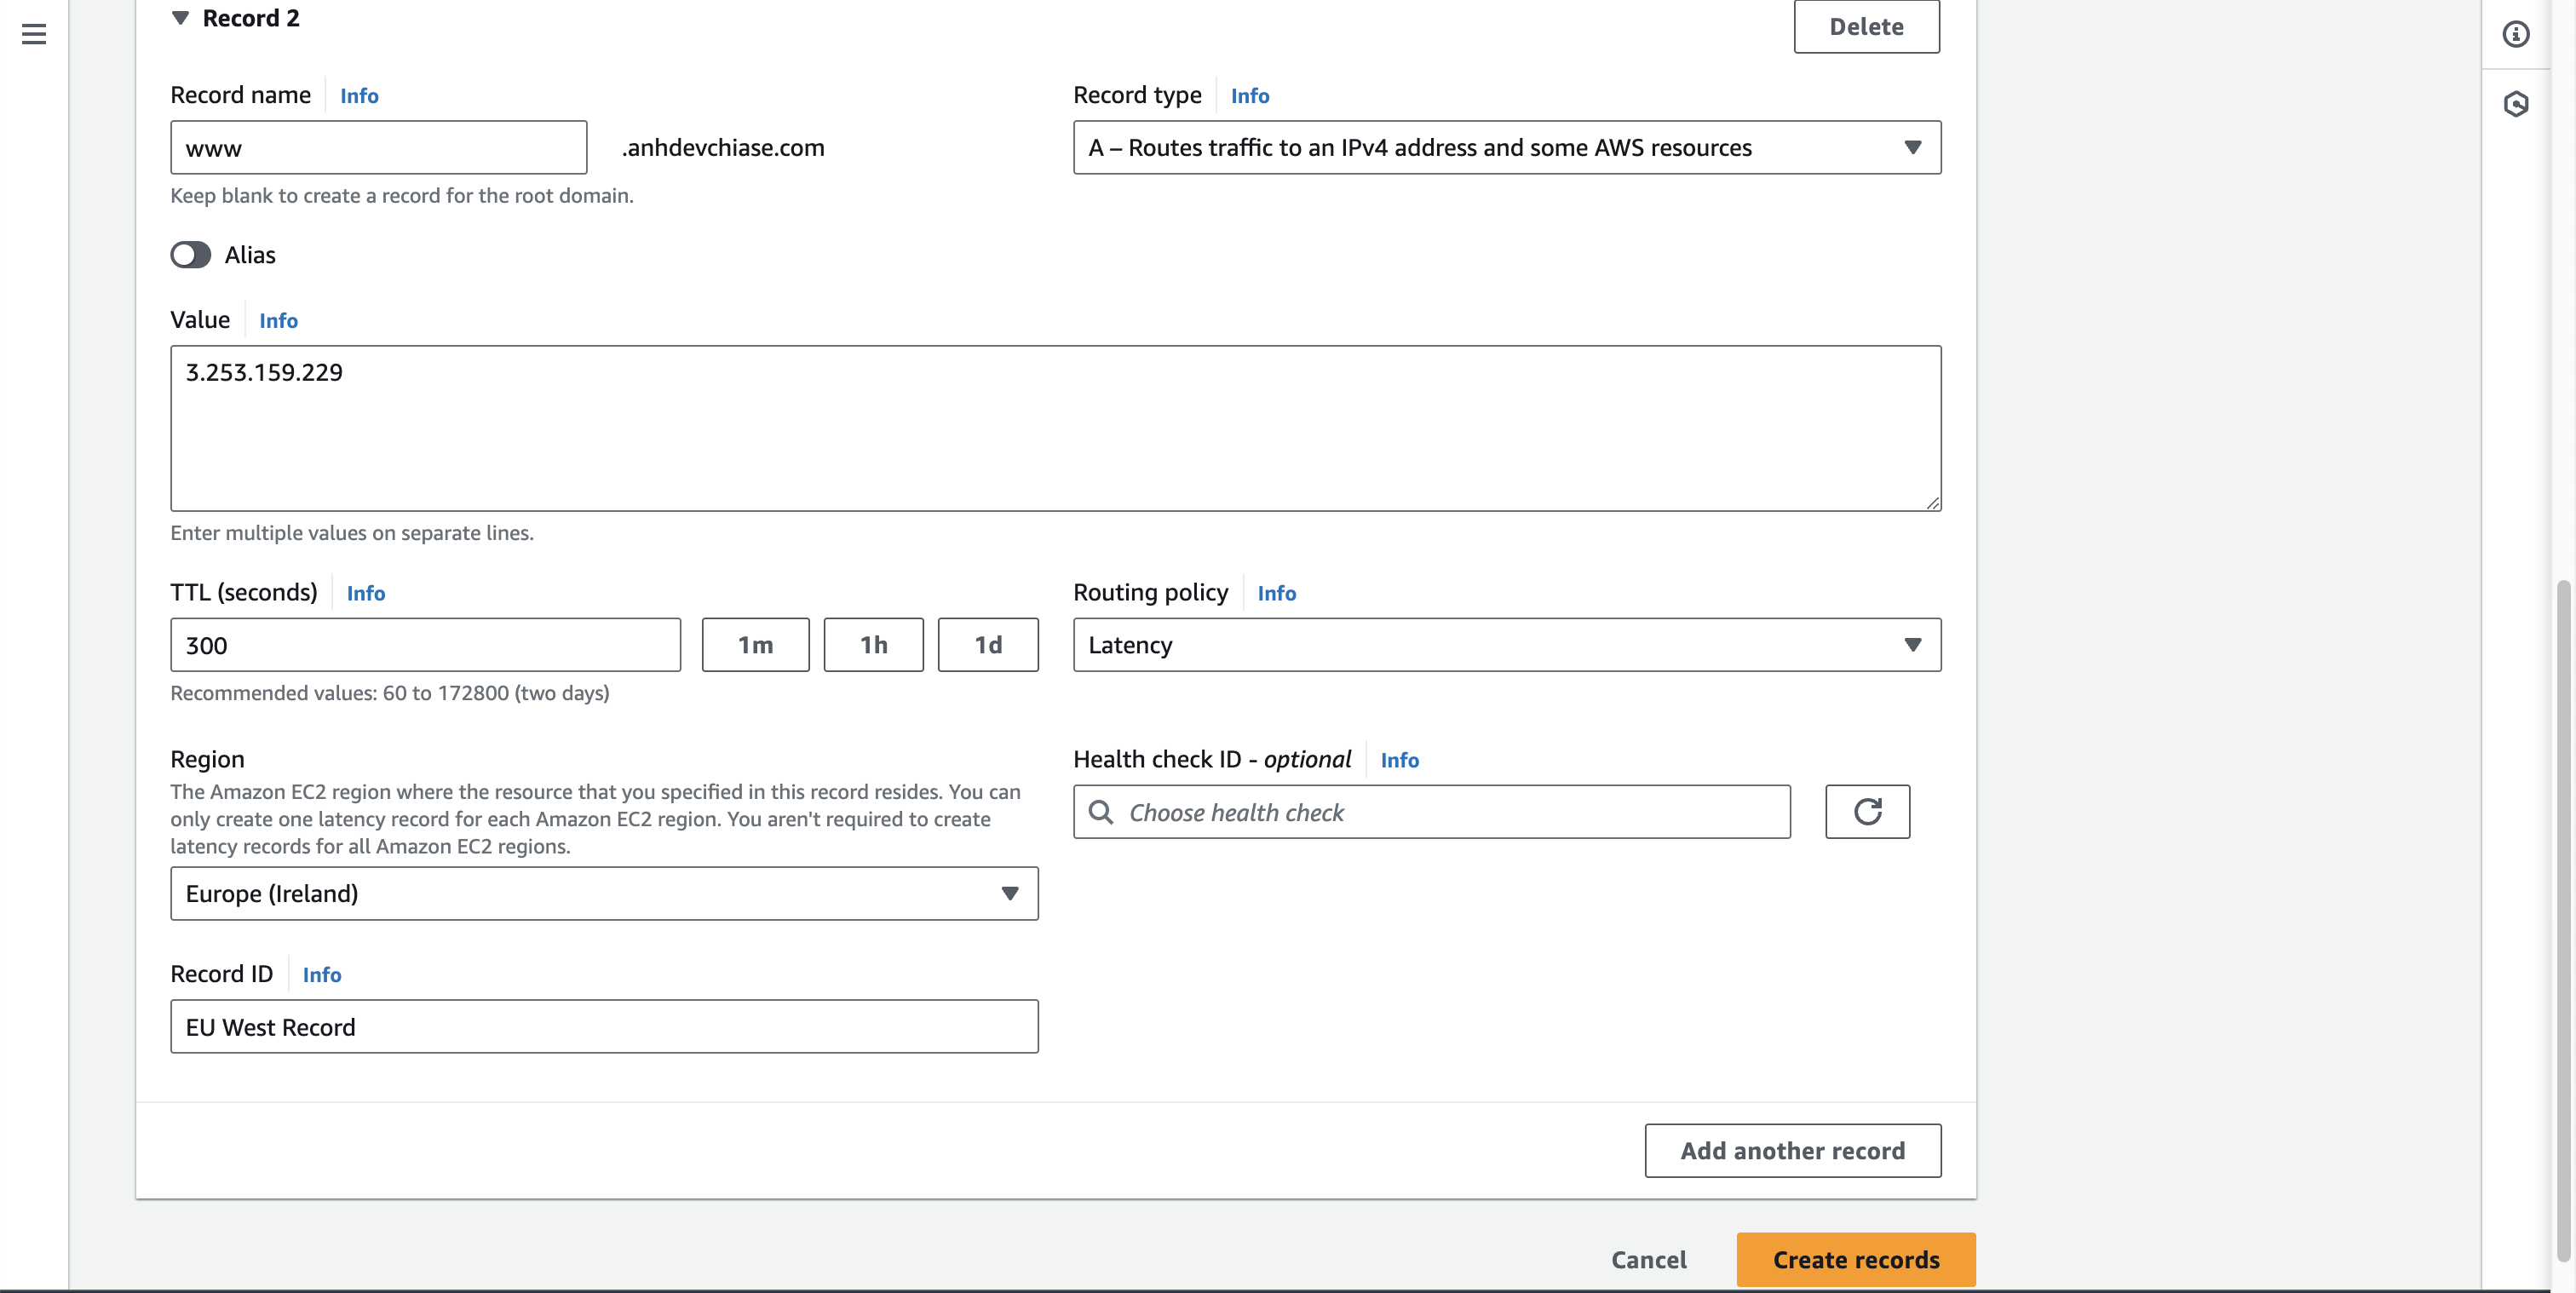 Record 2
Delete
Record name Info
Record type Info
www .anhdevchiase.com
A – Routes traffic to an IPv4 address and some AWS resources
Keep blank to create a record for the root domain.
Alias
Value Info
3.253.159.229
Enter multiple values on separate lines.
TTL (seconds) Info
Routing policy Info
300 1m 1h 1d
Latency
Recommended values: 60 to 172800 (two days)
Region
Health check ID - optional Info
The Amazon EC2 region where the resource that you specified in this record resides. You can
only create one latency record for each Amazon EC2 region. You aren't required to create
latency records for all Amazon EC2 regions.
Choose health check
Europe (Ireland)
Record ID Info
EU West Record
Add another record
Cancel Create records